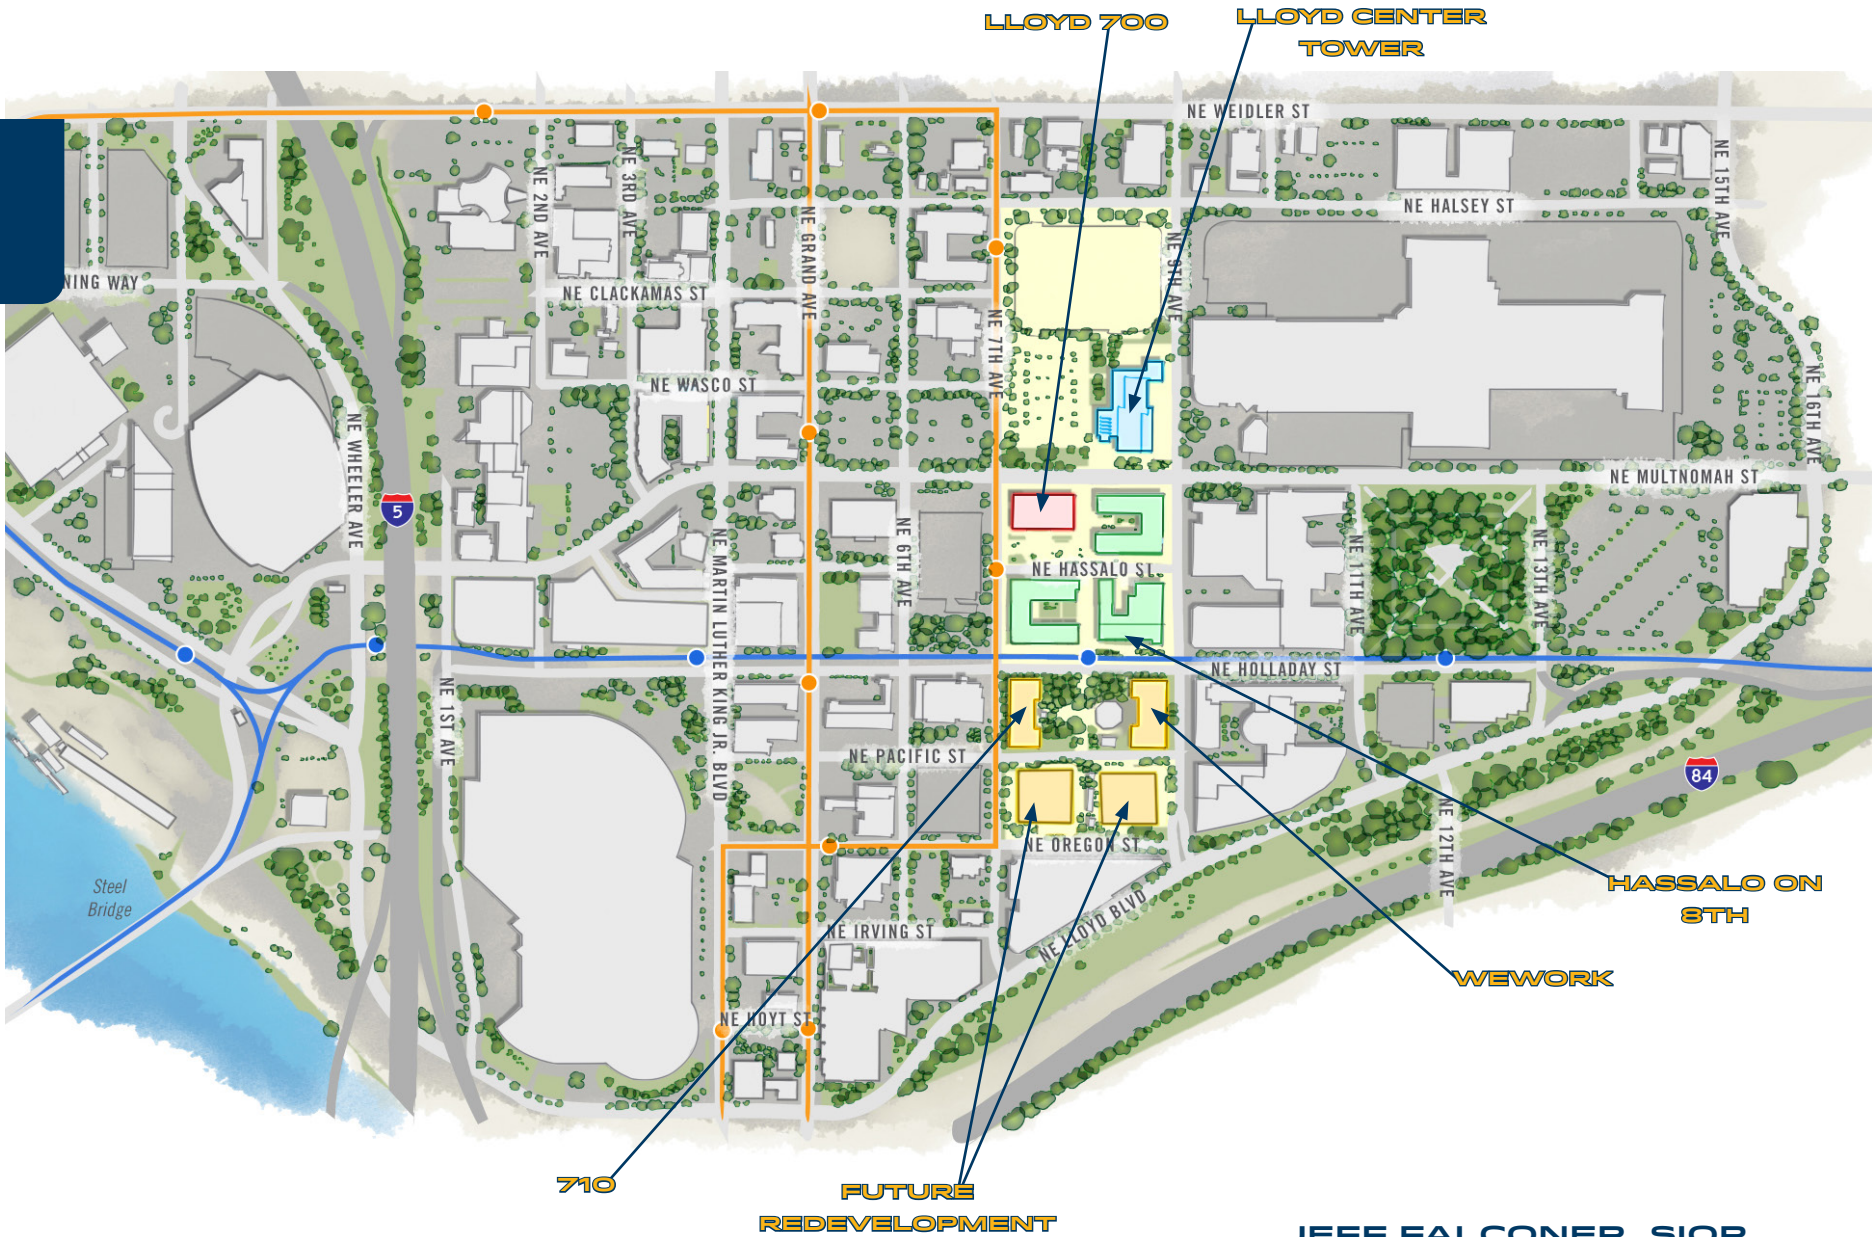 LLOYD 700
LLOYD CENTER
TOWER
NE WEIDLER ST
NE 15TH AVE
NE 3RD AVE
NE 2ND AVE
NE HALSEY ST
NE GRAND AVE
NE 9TH AVE
NING WAY
NE CLACKAMAS ST
NE 7TH AVE
NE WASCO ST
NE 16TH AVE
NE WHEELER AVE
NE MULTNOMAH ST
5
NE 6TH AVE
NE MARTIN LUTHER KING JR. BLVD
NE 11TH AVE
NE 13TH AVE
NE HASSALO ST
NE HOLLADAY ST
NE 1ST AVE
NE PACIFIC ST
84
NE 12TH AVE
NE OREGON ST
Steel
Bridge
HASSALO ON
8TH
NE IRVING ST
NE LLOYD BLVD
WEWORK
NE HOYT ST
710
FUTURE
REDEVELOPMENT
JEFF FALCONER, SIOR